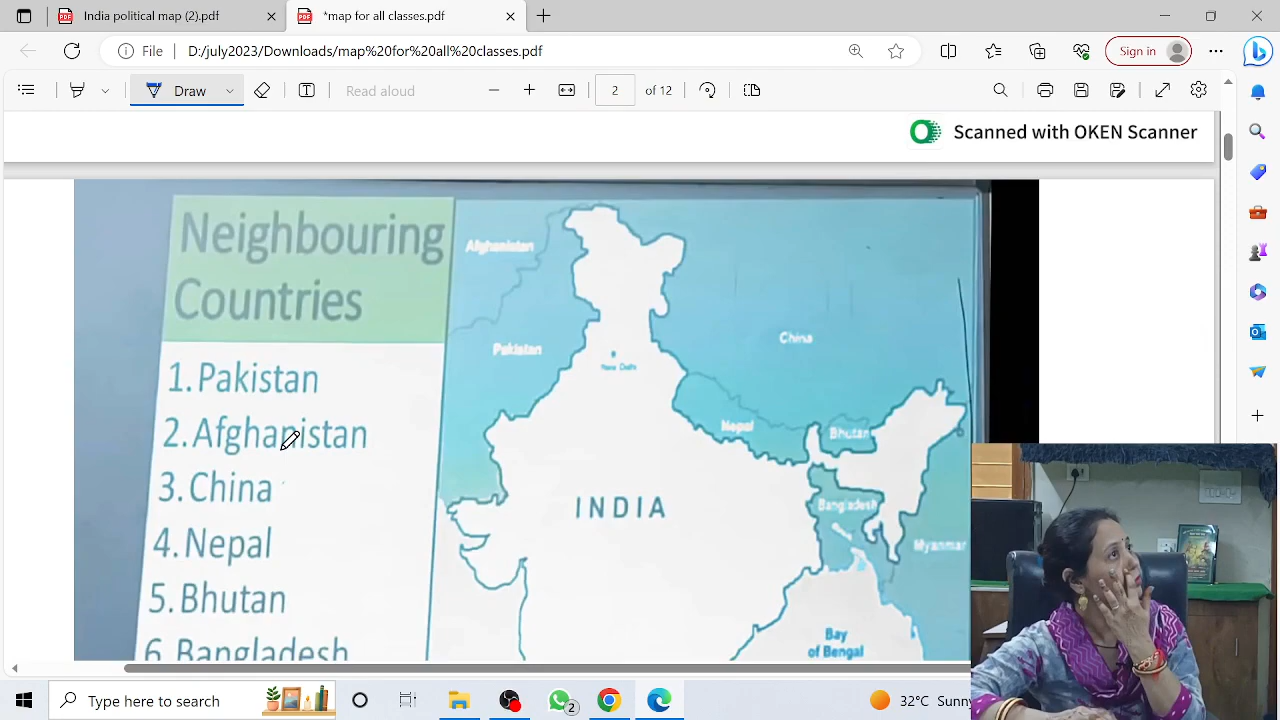 India political map (2).pdf
*map for all classes.pdf
File
D:/july2023/Downloads/map%20for%20all%20classes.pdf
Sign in
Draw
Read aloud
2
of 12
Scanned with OKEN Scanner
Neighbouring
Countries
1. Pakistan
2. Afghanistan
3. China
4. Nepal
5. Bhutan
6. Bangladesh
Afghanistan
Pakistan
China
New Delhi
Nepal
Bhutan
INDIA
Bangladesh
Myanmar
Bay
of Bengal
Type here to search
2
32°C Sunny